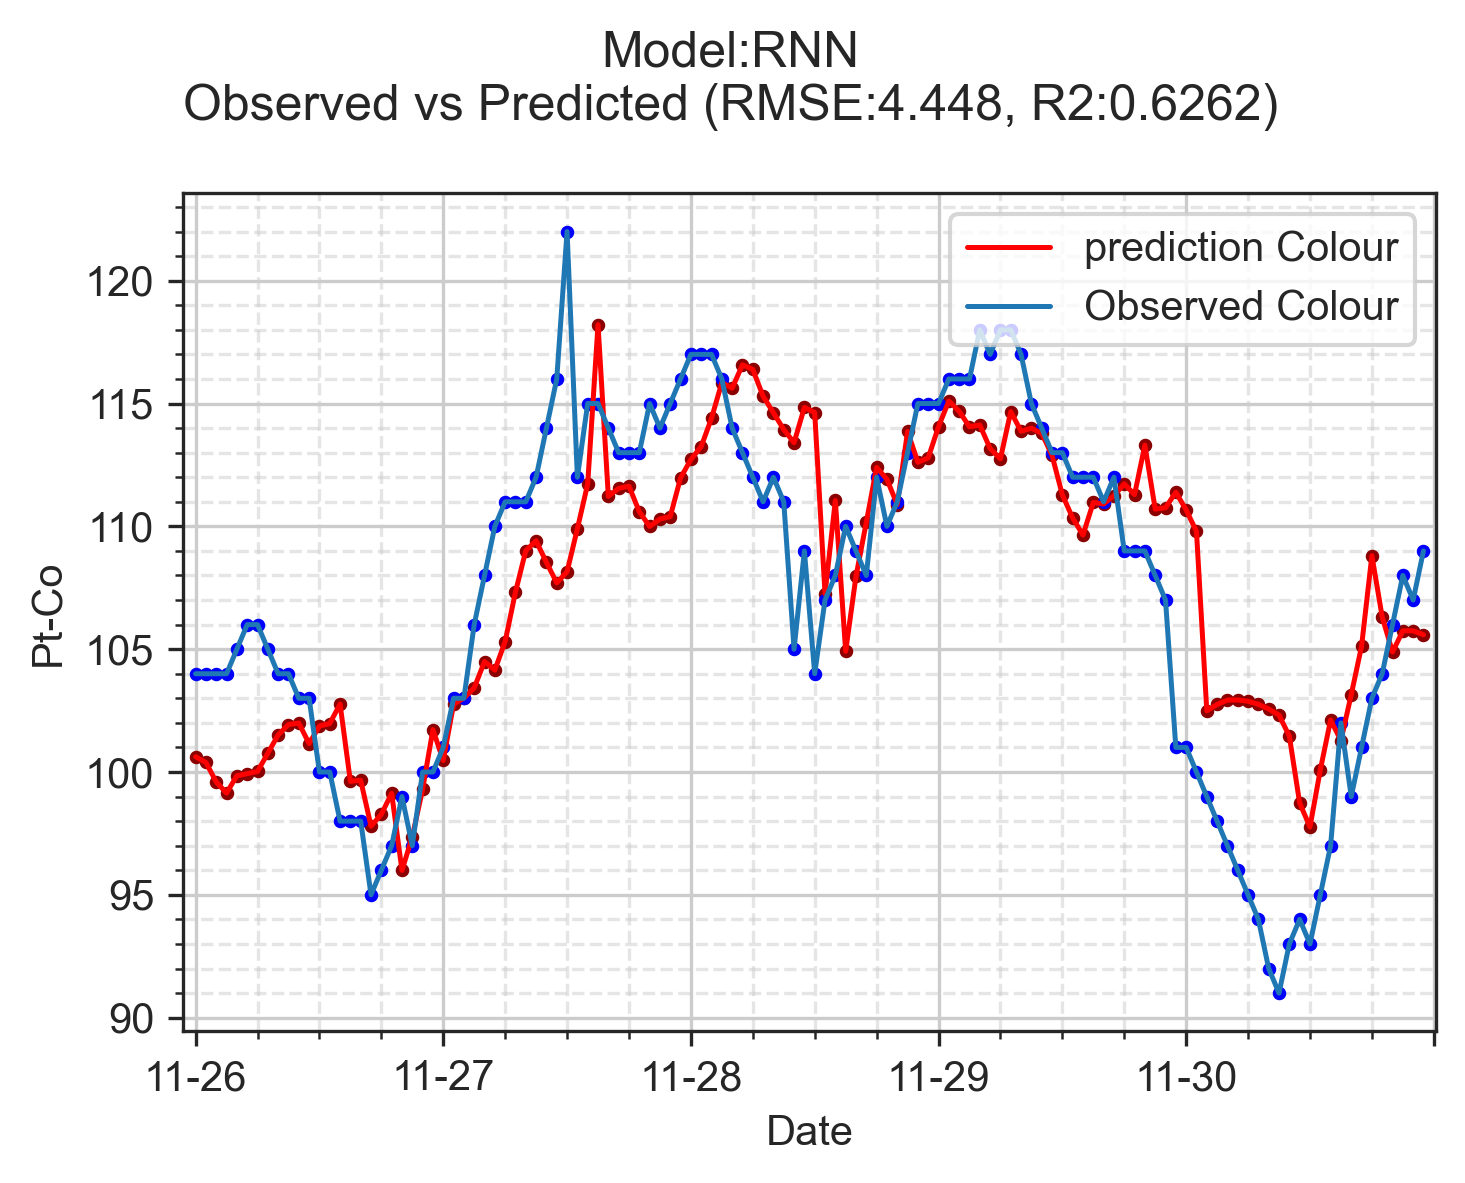 Model:RNN
Observed vs Predicted (RMSE:4.448, R2:0.6262)
prediction Colour
Observed Colour
120
115
110
105
100
95
90
Pt-Co
11-26
11-27
11-28
11-29
11-30
Date